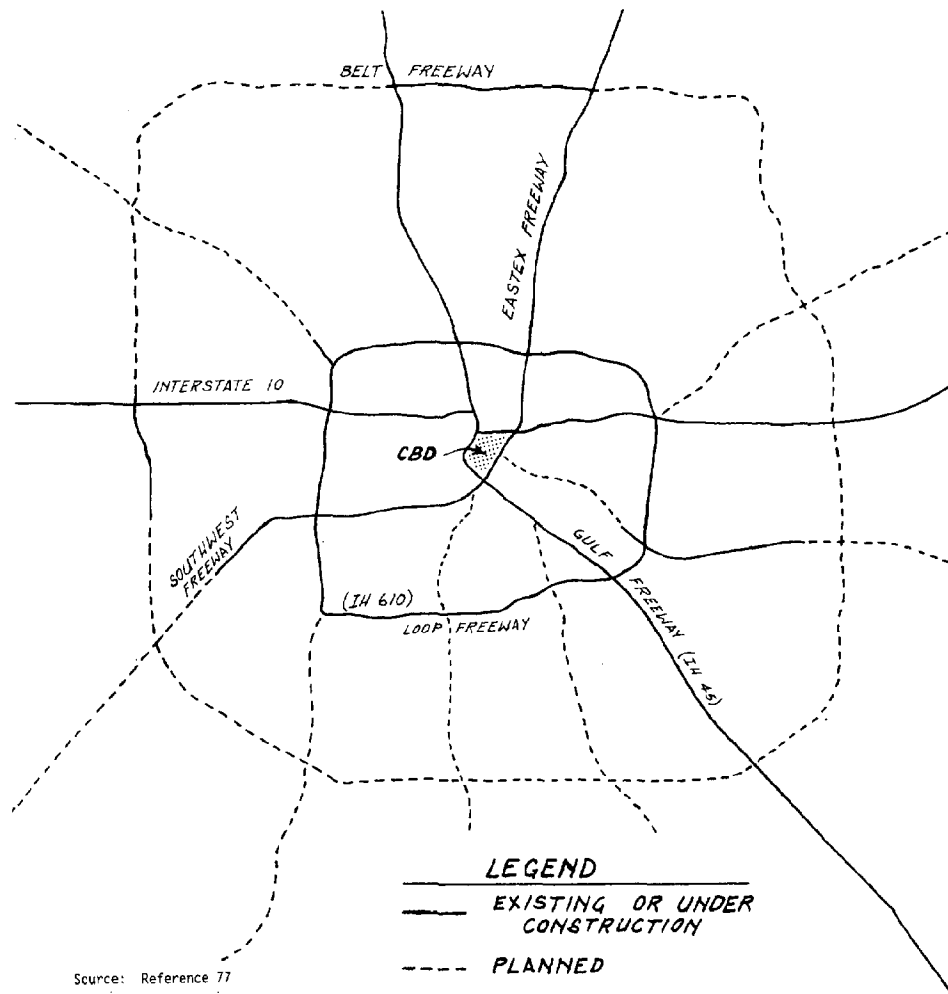 BELT FREEWAY
EASTEX FREEWAY
INTERSTATE 10
CBD
SOUTHWEST
FREEWAY
GULF FREEWAY (IH 45)
(IH 610)
LOOP FREEWAY
LEGEND
EXISTING OR UNDER
CONSTRUCTION
PLANNED
Source: Reference 77